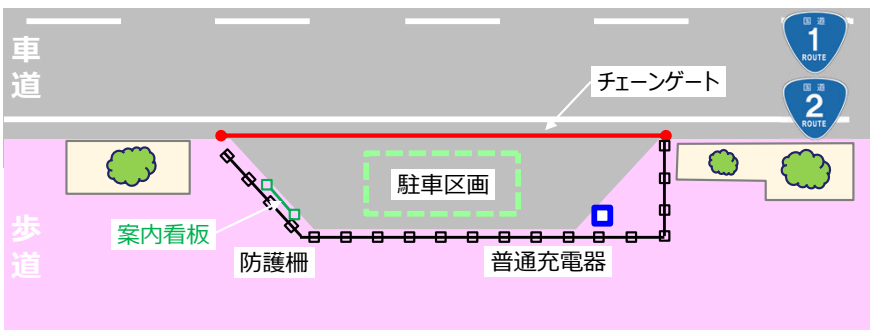 車道
国道
1
ROUTE
国道
2
ROUTE
チェーンゲート
駐車区画
案内看板
歩道
防護柵
普通充電器